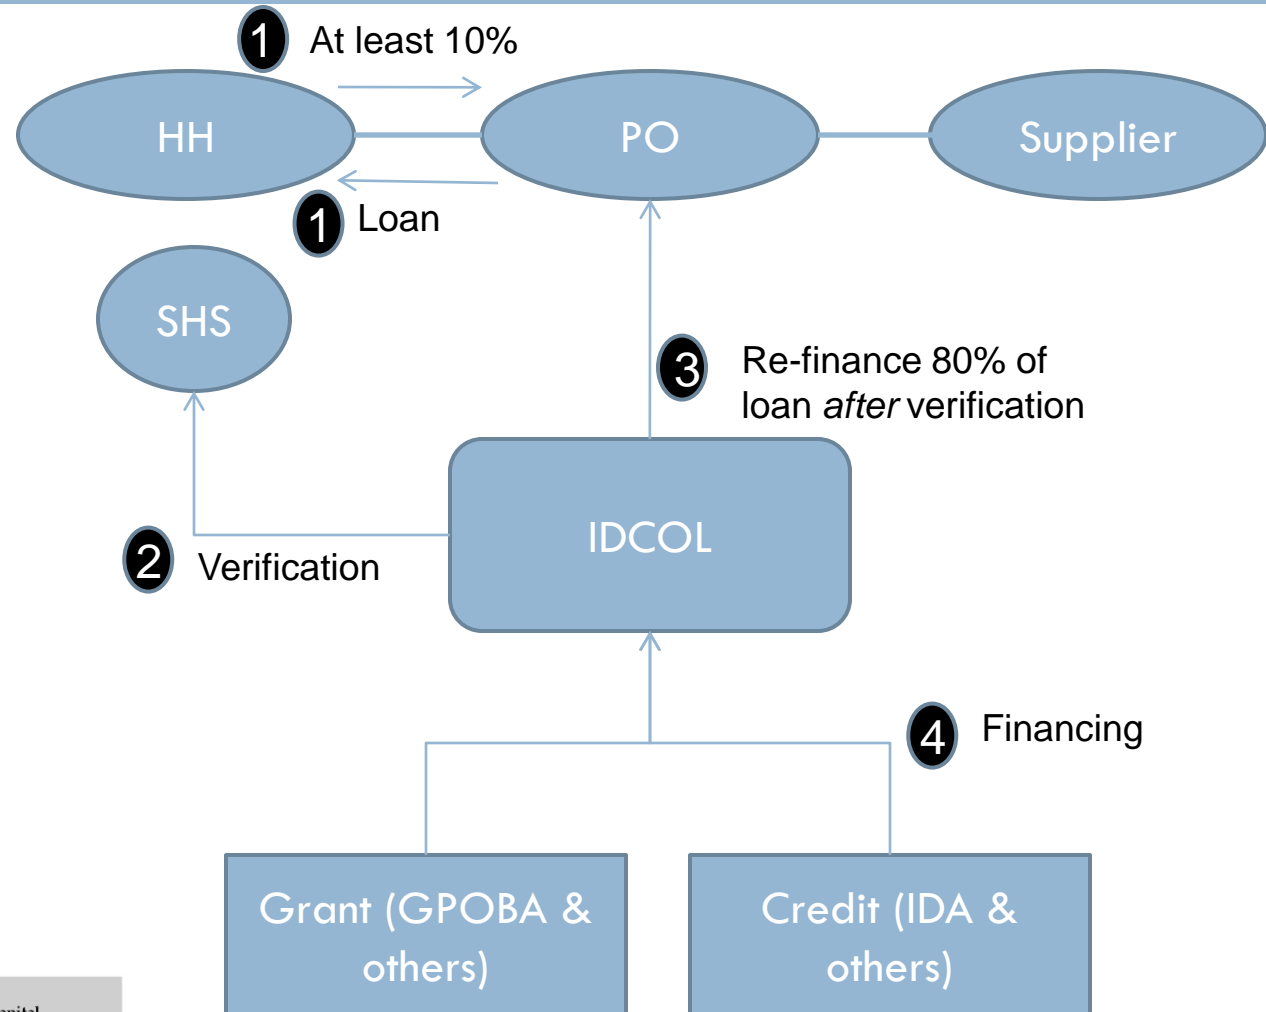 1 At least 10%
HH
PO
Supplier
1 Loan
SHS
3 Re-finance 80% of
loan after verification
IDCOL
2 Verification
4 Financing
Grant (GPOBA &
others)
Credit (IDA &
others)